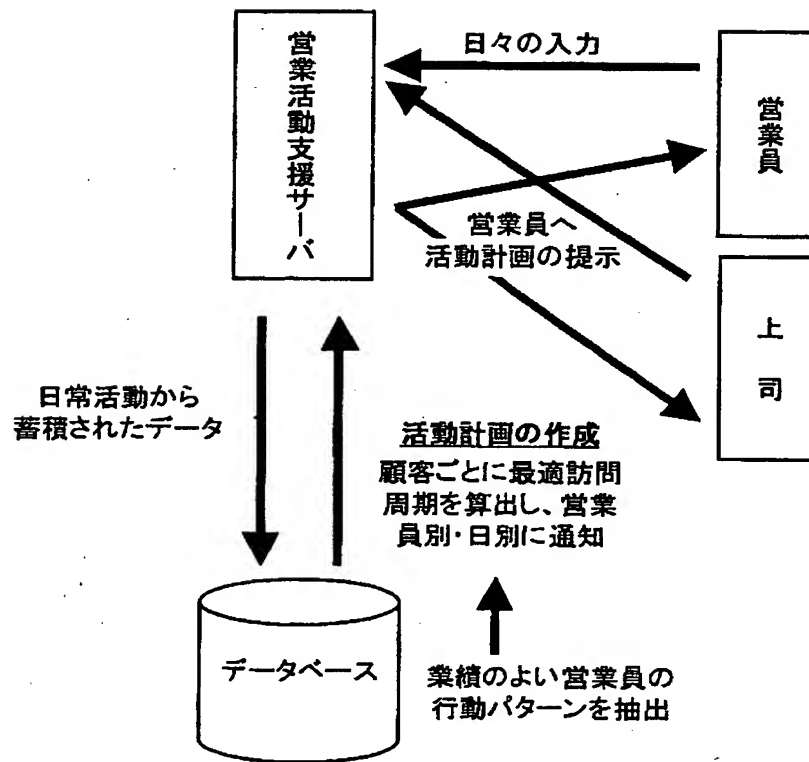 営業活動支援サーバ
日々の入力
営業員
営業員へ
活動計画の提示
上司
日常活動から
蓄積されたデータ
活動計画の作成
顧客ごとに最適訪問
周期を算出し、営業
員別・日別に通知
データベース
業績のよい営業員の
行動パターンを抽出